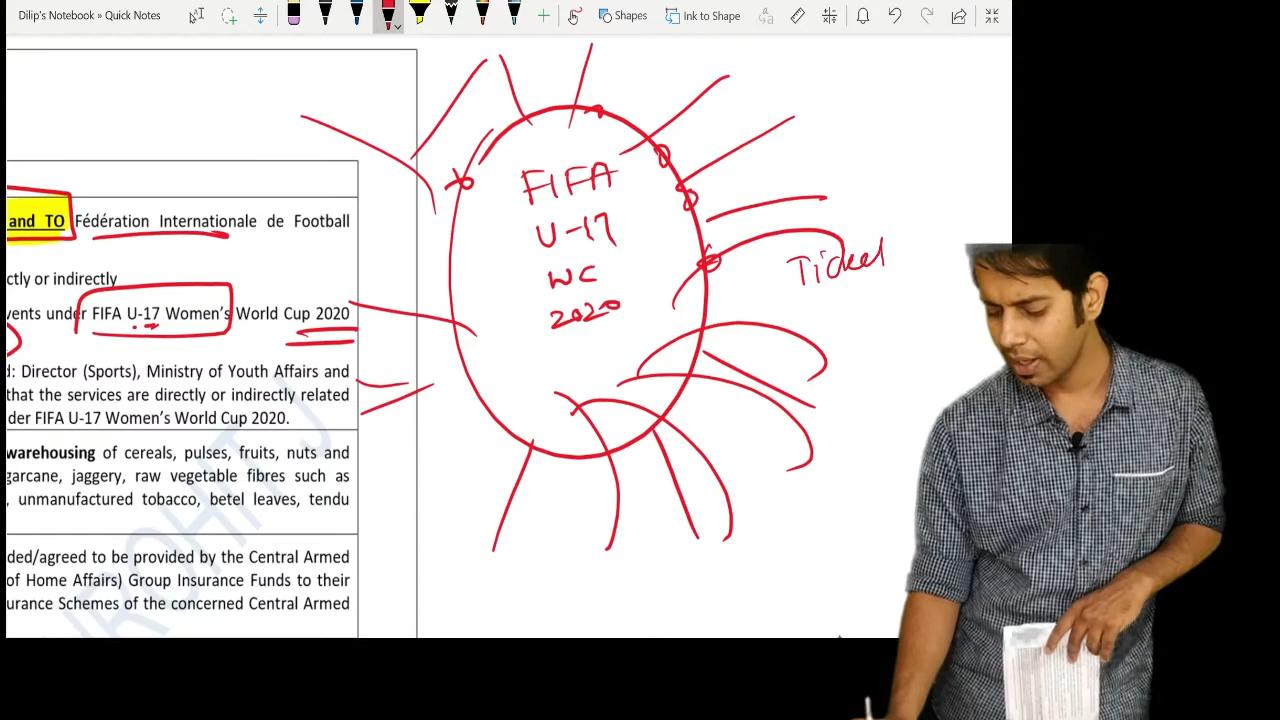 Dilip's Notebook » Quick Notes
Shapes
Ink to Shape
and TO Fédération Internationale de Football
ctly or indirectly
vents under FIFA U-17 Women's World Cup 2020
d: Director (Sports), Ministry of Youth Affairs and
that the services are directly or indirectly related
der FIFA U-17 Women's World Cup 2020.
warehousing of cereals, pulses, fruits, nuts and
garcane, jaggery, raw vegetable fibres such as
, unmanufactured tobacco, betel leaves, tendu
ded/agreed to be provided by the Central Armed
of Home Affairs) Group Insurance Funds to their
urance Schemes of the concerned Central Armed
FIFA
U-17
WC
2020
Ticket
UROHIT J